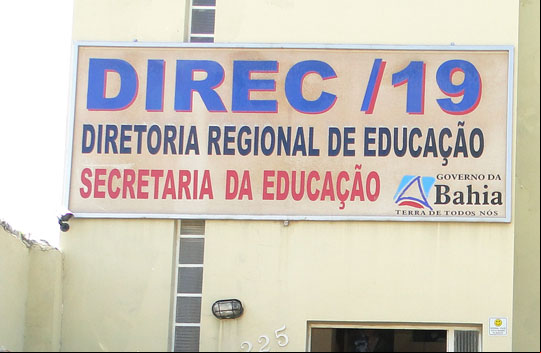 DIREC /19
DIRETORIA REGIONAL DE EDUCAÇÃO
SECRETARIA DA EDUCAÇÃO
GOVERNO DA
Bahia
TERRA DE TODOS NÓS
225